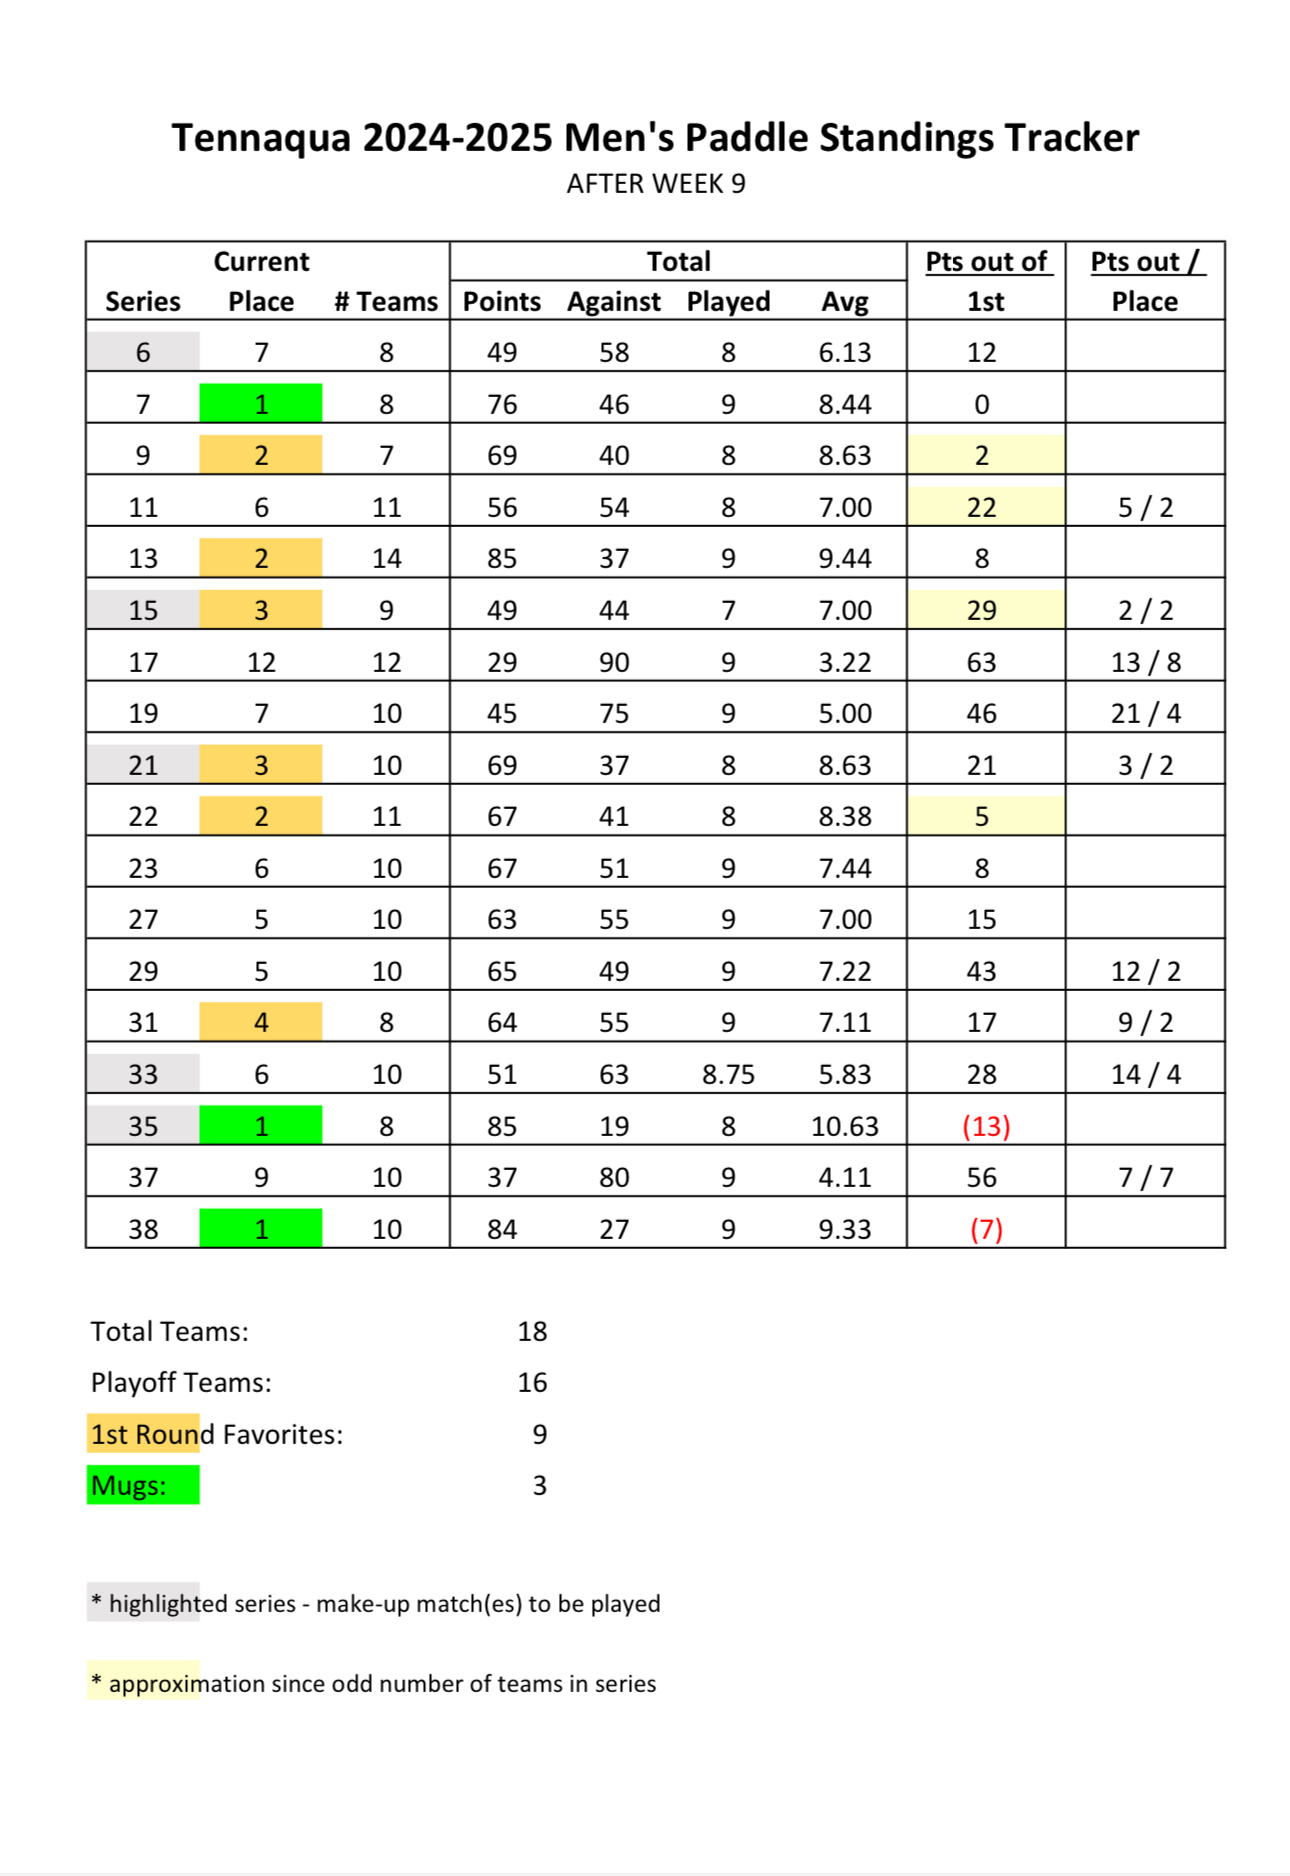 Tennaqua 2024-2025 Men's Paddle Standings Tracker
AFTER WEEK 9
Current Total Pts out of Pts out /
Series Place # Teams Points Against Played Avg 1st Place
6 7 8 49 58 8 6.13 12
7 1 8 76 46 9 8.44 0
9 2 7 69 40 8 8.63 2
11 6 11 56 54 8 7.00 22 5 / 2
13 2 14 85 37 9 9.44 8
15 3 9 49 44 7 7.00 29 2 / 2
17 12 12 29 90 9 3.22 63 13 / 8
19 7 10 45 75 9 5.00 46 21 / 4
21 3 10 69 37 8 8.63 21 3 / 2
22 2 11 67 41 8 8.38 5
23 6 10 67 51 9 7.44 8
27 5 10 63 55 9 7.00 15
29 5 10 65 49 9 7.22 43 12 / 2
31 4 8 64 55 9 7.11 17 9 / 2
33 6 10 51 63 8.75 5.83 28 14 / 4
35 1 8 85 19 8 10.63 (13)
37 9 10 37 80 9 4.11 56 7 / 7
38 1 10 84 27 9 9.33 (7)
Total Teams: 18
Playoff Teams: 16
1st Round Favorites: 9
Mugs: 3
* highlighted series - make-up match(es) to be played
* approximation since odd number of teams in series